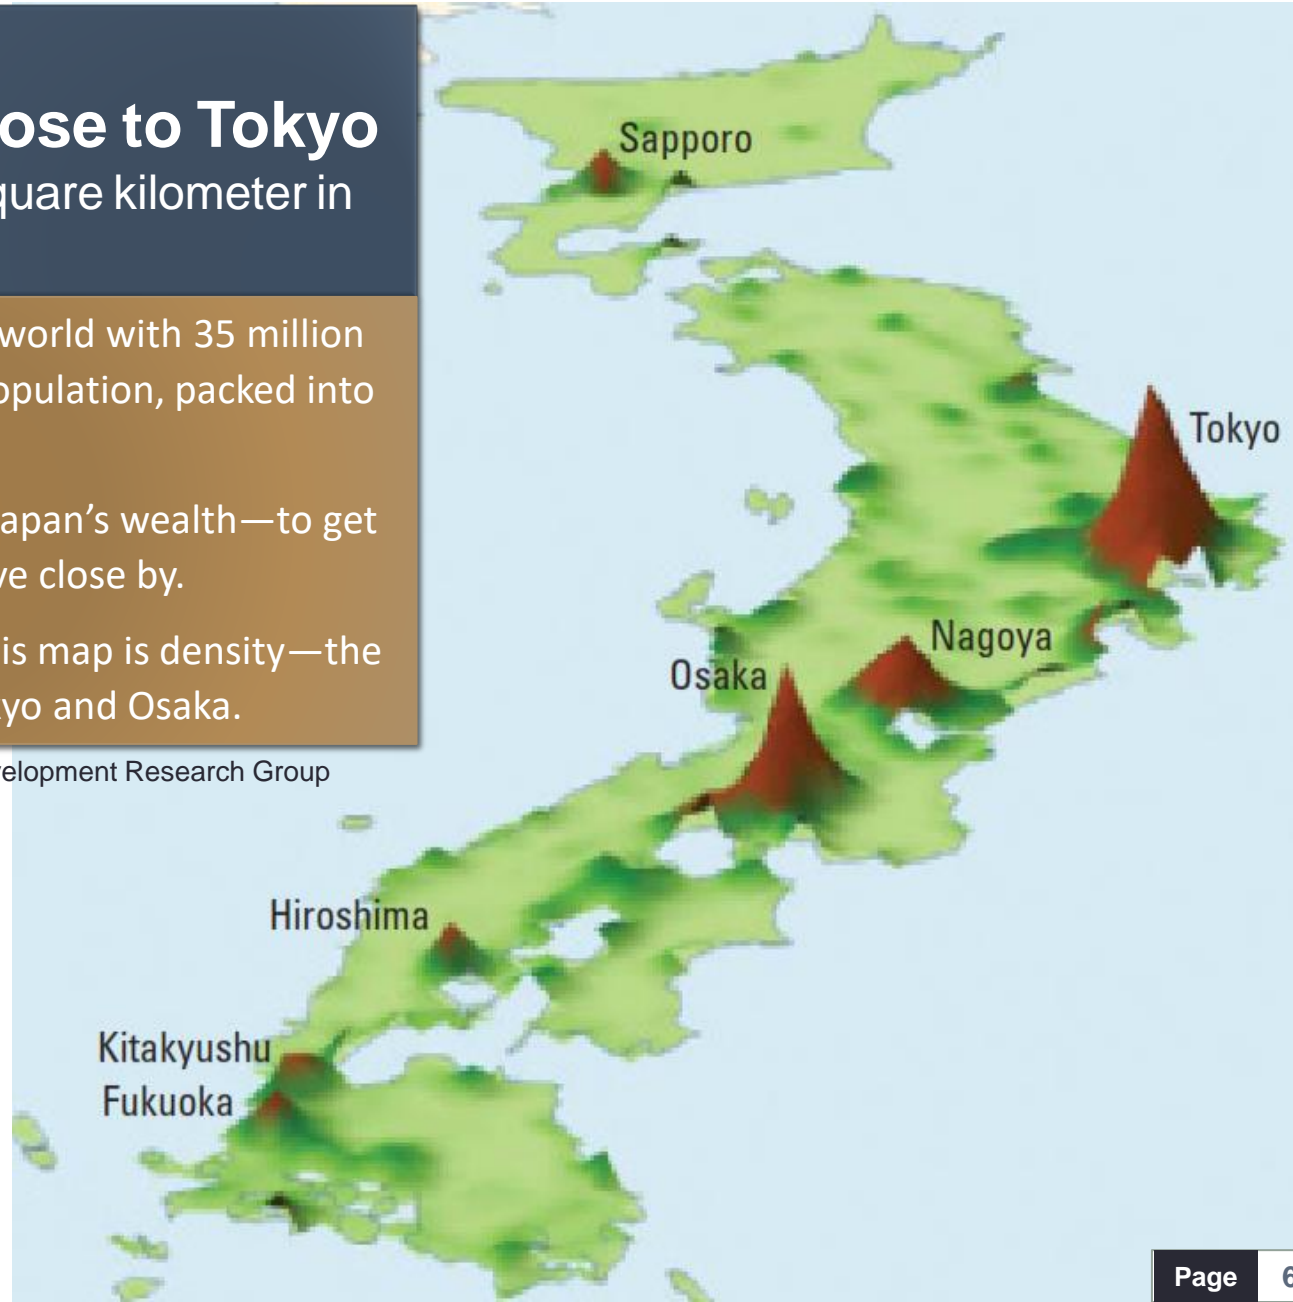 ose to Tokyo
quare kilometer in
world with 35 million
opulation, packed into
apan's wealth—to get
ve close by.
is map is density—the
yo and Osaka.
velopment Research Group
Sapporo
Tokyo
Nagoya
Osaka
Hiroshima
Kitakyushu
Fukuoka
Page 6